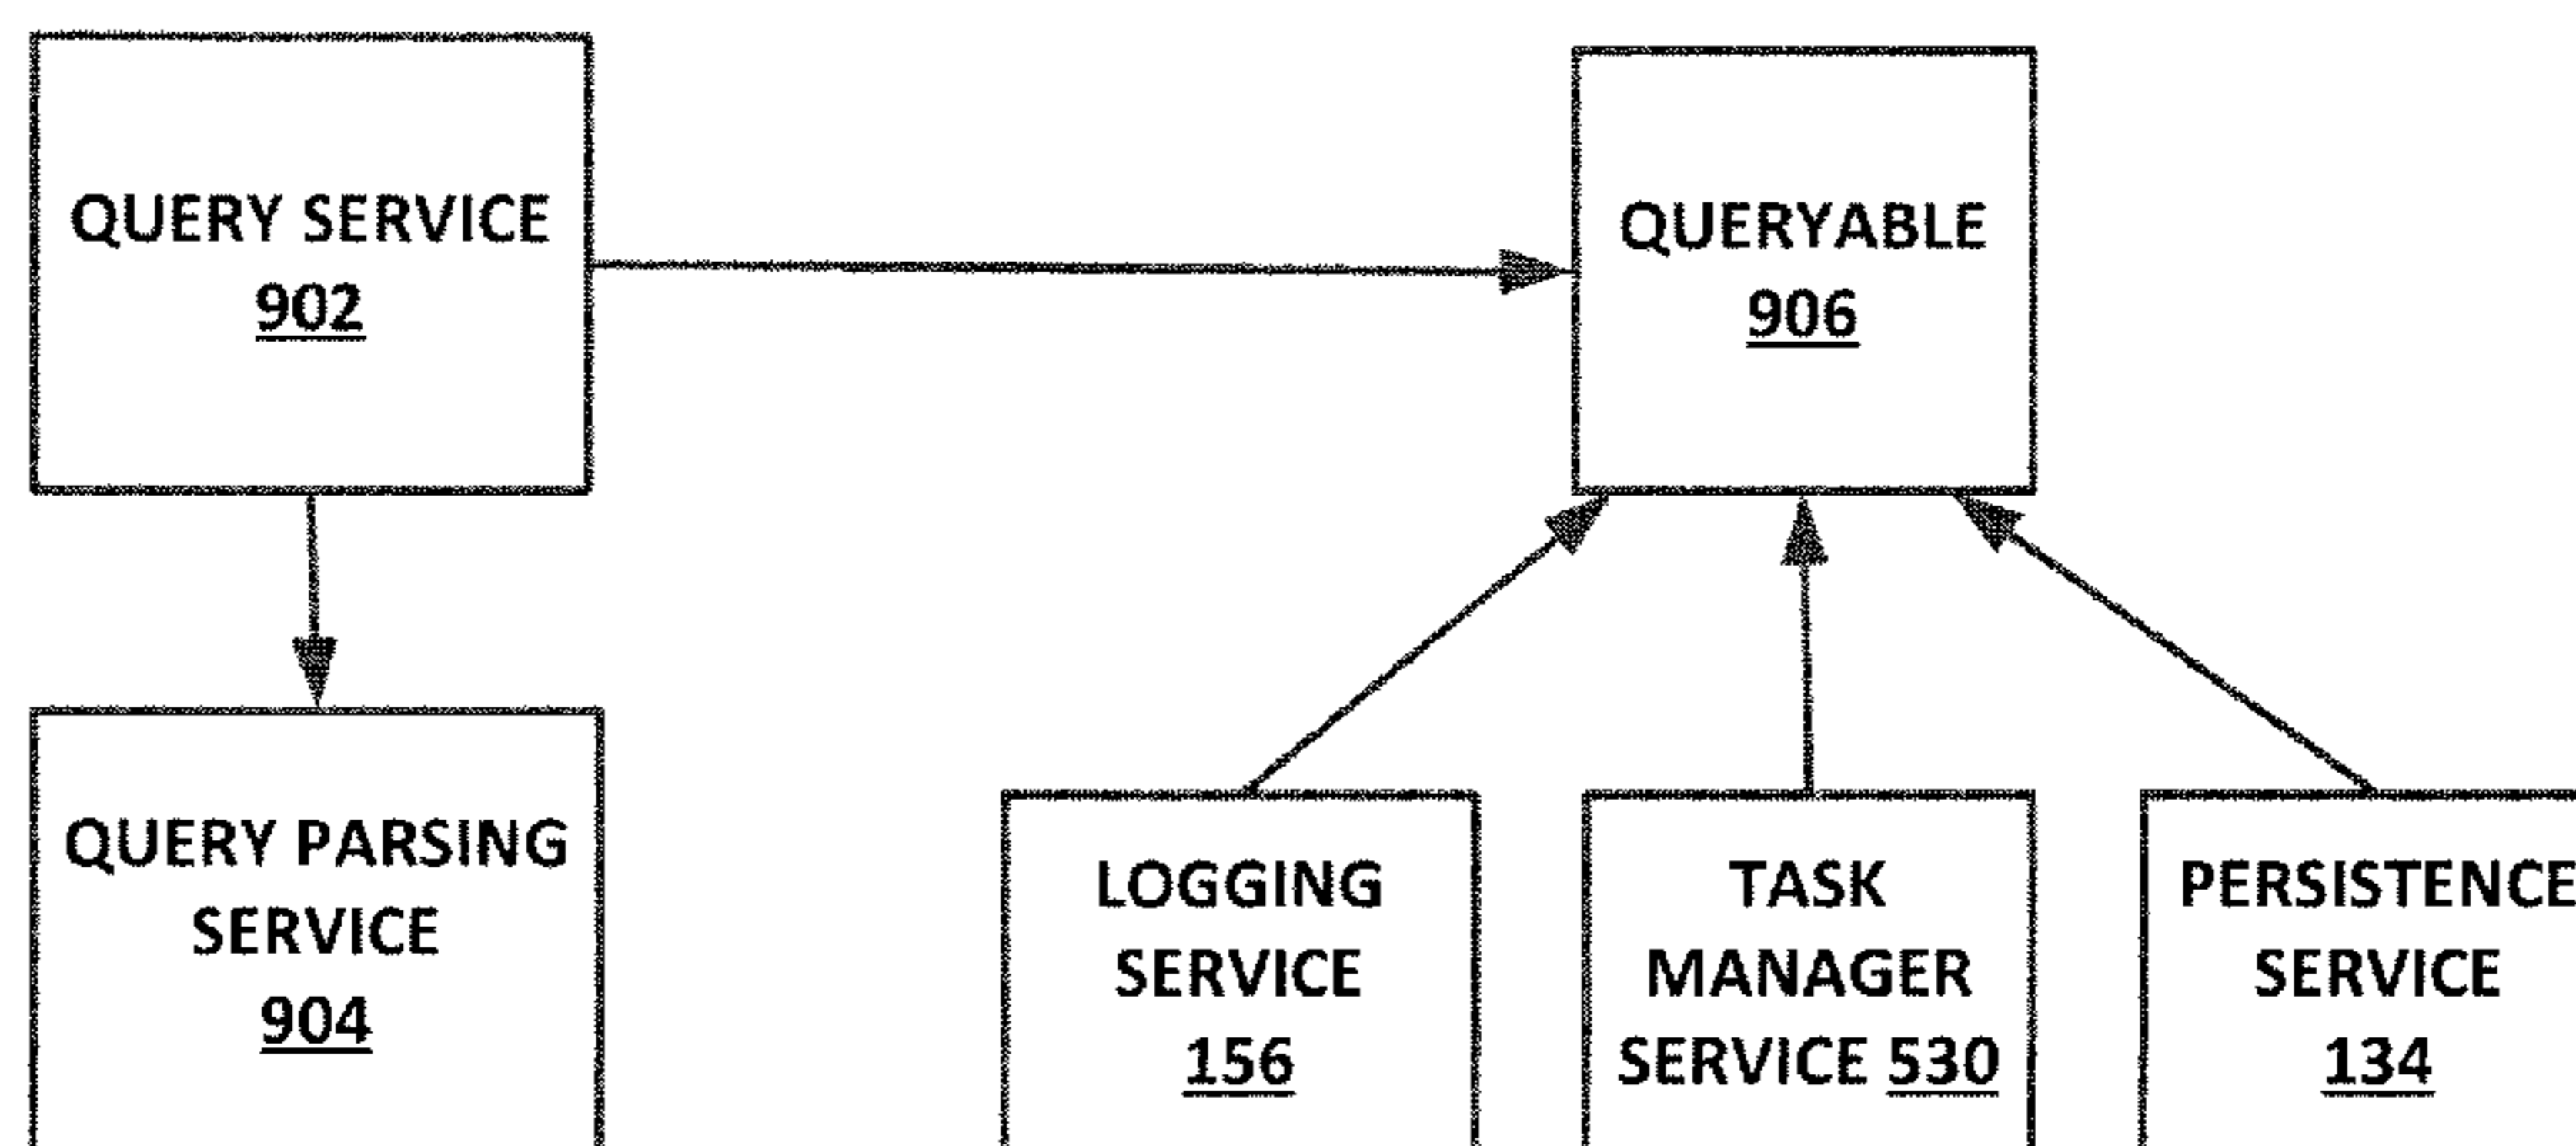 QUERY SERVICE
902
QUERYABLE
906
QUERY PARSING
SERVICE
904
LOGGING
SERVICE
156
TASK
MANAGER
SERVICE 530
PERSISTENCE
SERVICE
134